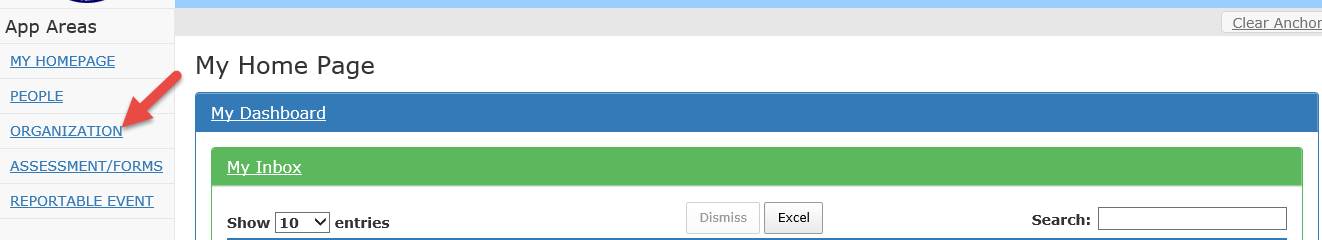 App Areas
MY HOMEPAGE
PEOPLE
ORGANIZATION
ASSESSMENT/FORMS
REPORTABLE EVENT
Clear Anchor
My Home Page
My Dashboard
My Inbox
Show 10 entries
Dismiss
Excel
Search: